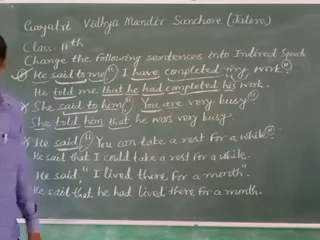 Gayatri Vidhya Mandir Sanchore (Jalore)
Class: 11th
Change the following sentences into Indirect Speech
① He said to me, "I have completed my work."
He told me that he had completed his work.
② She said to him, "You are very busy."
She told him that he was very busy.
He said, "You can take a rest for a while."
He said that I could take a rest for a while.
He said, "I lived there for a month".
He said that he had lived there for a month.